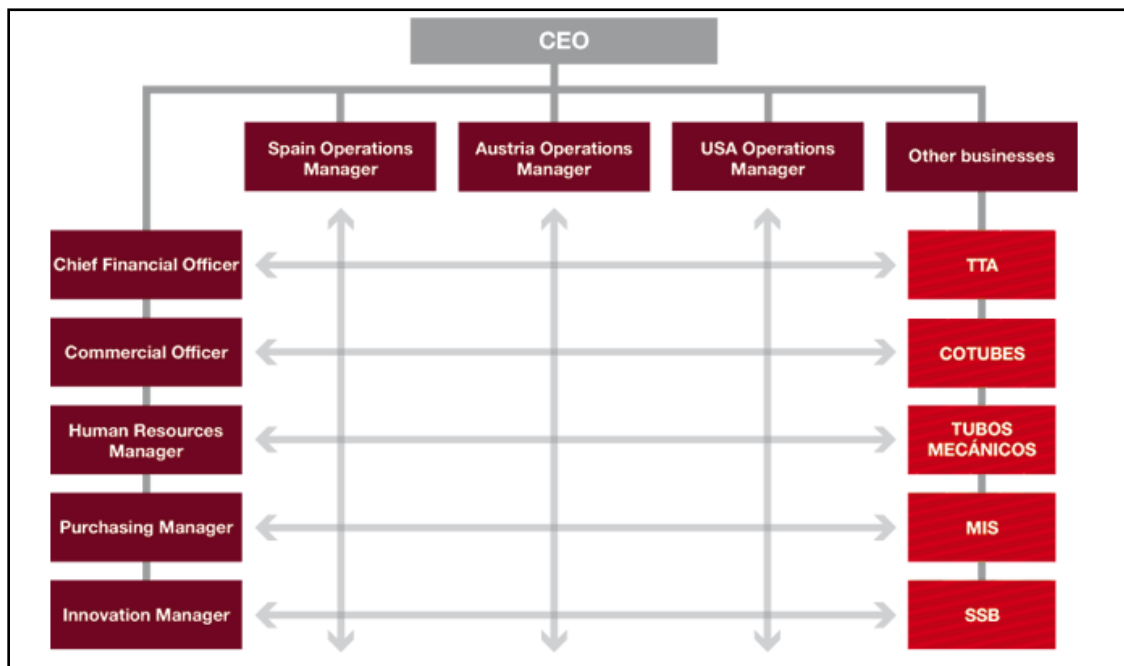 CEO
Spain Operations
Manager
Austria Operations
Manager
USA Operations
Manager
Other businesses
Chief Financial Officer
TTA
Commercial Officer
COTUBES
Human Resources
Manager
TUBOS
MECÁNICOS
Purchasing Manager
MIS
Innovation Manager
SSB